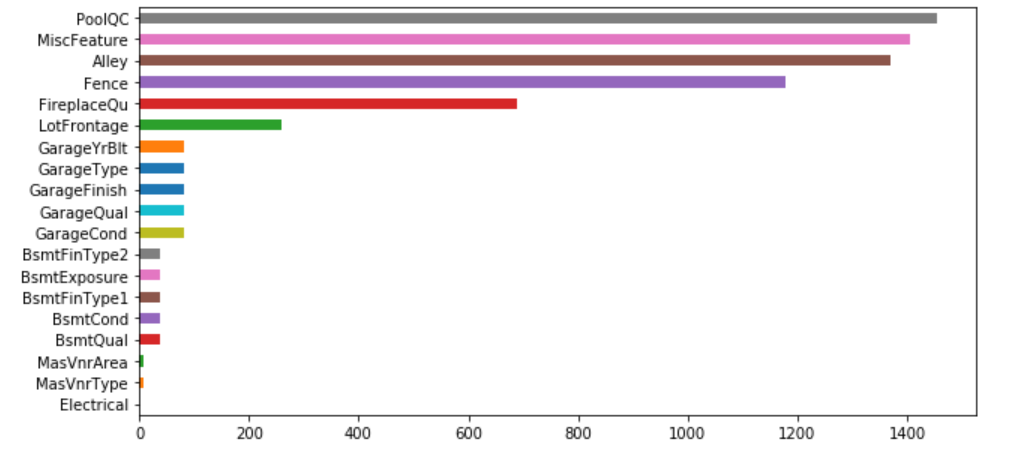 PoolQC
MiscFeature
Alley
Fence
FireplaceQu
LotFrontage
GarageYrBlt
GarageType
GarageFinish
GarageQual
GarageCond
BsmtFinType2
BsmtExposure
BsmtFinType1
BsmtCond
BsmtQual
MasVnrArea
MasVnrType
Electrical
0 200 400 600 800 1000 1200 1400